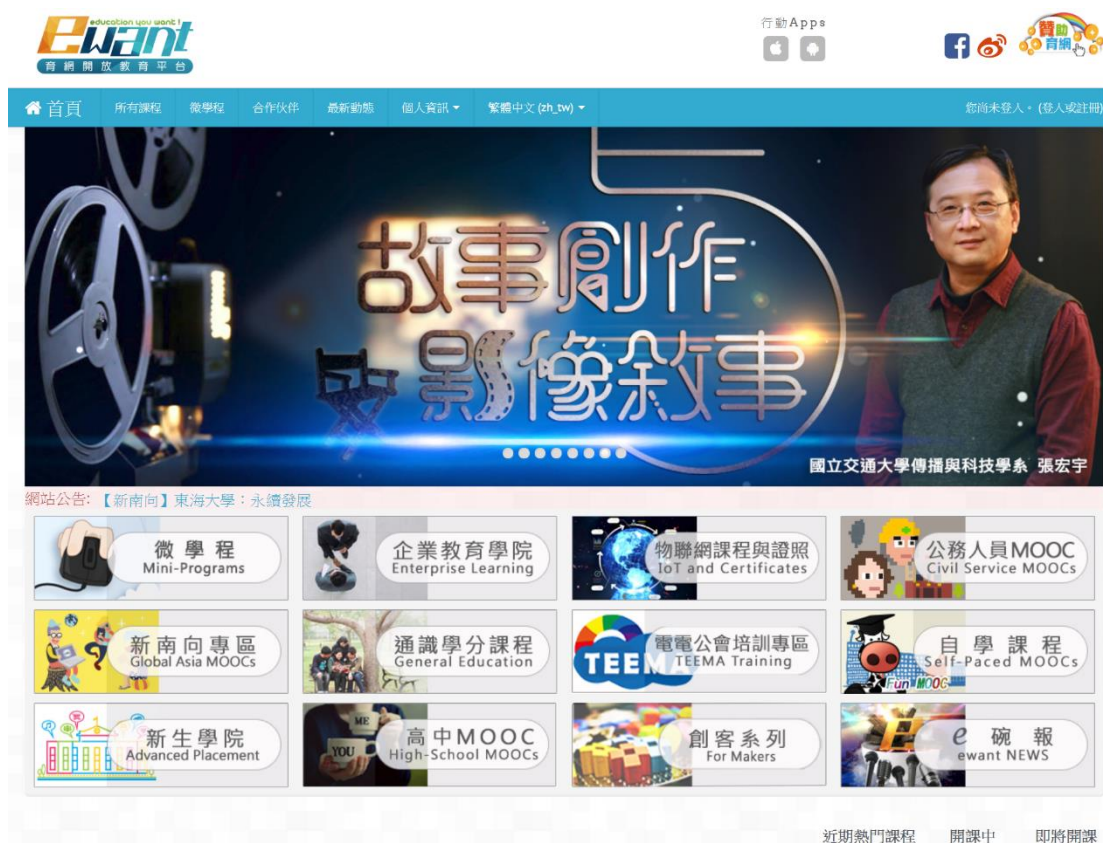 education you want !
ewant
育網開放教育平台
行動Apps
贊助
育網
首頁
所有課程
微學程
合作伙伴
最新動態
個人資訊
繁體中文 (zh_tw)
您尚未登入。(登入或註冊)
故事創作
影像敘事
國立交通大學傳播與科技學系 張宏宇
網站公告:【新南向】東海大學：永續發展
微學程
Mini-Programs
企業教育學院
Enterprise Learning
物聯網課程與證照
IoT and Certificates
公務人員MOOC
Civil Service MOOCs
新南向專區
Global Asia MOOCs
通識學分課程
General Education
TEEMA
電電公會培訓專區
TEEMA Training
自學課程
Self-Paced MOOCs
Fun MOOC
新生學院
Advanced Placement
ME
YOU
高中MOOC
High-School MOOCs
創客系列
For Makers
e 碗報
ewant NEWS
近期熱門課程
開課中
即將開課